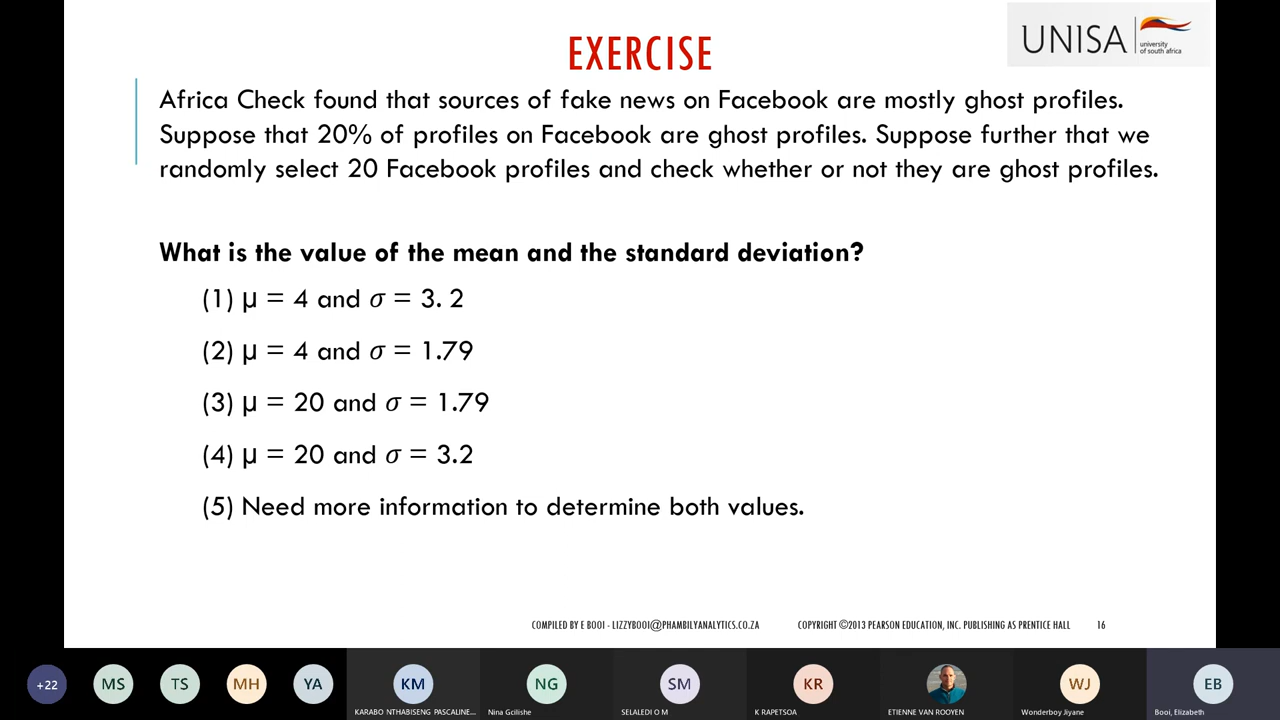 EXERCISE
UNISA university of south africa
Africa Check found that sources of fake news on Facebook are mostly ghost profiles.
Suppose that 20% of profiles on Facebook are ghost profiles. Suppose further that we
randomly select 20 Facebook profiles and check whether or not they are ghost profiles.
What is the value of the mean and the standard deviation?
(1) μ = 4 and σ = 3. 2
(2) μ = 4 and σ = 1.79
(3) μ = 20 and σ = 1.79
(4) μ = 20 and σ = 3.2
(5) Need more information to determine both values.
COMPILED BY E BOOI - LIZZYBOOI@PHAMBILYANALYTICS.CO.ZA COPYRIGHT ©2013 PEARSON EDUCATION, INC. PUBLISHING AS PRENTICE HALL 16
+22 MS TS MH YA KM NG SM KR WJ EB
KARABO NTHABISENG PASCALINE... Nina Gcilishe SELALEDI O M K RAPETSOA ETIENNE VAN ROOYEN Wonderboy Jiyane Booi, Elizabeth